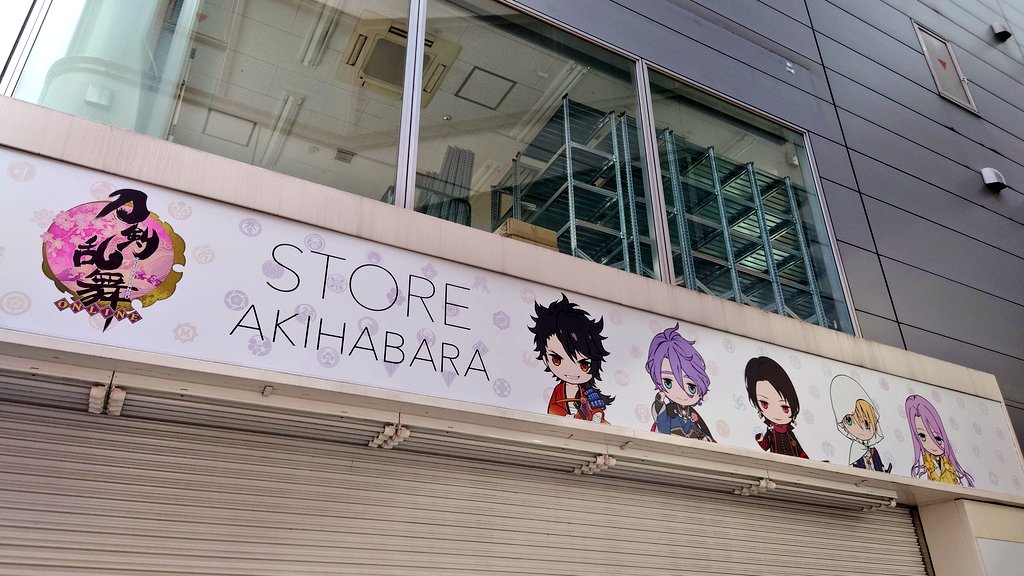 刀剣
乱舞
ONLINE
STORE
AKIHABARA